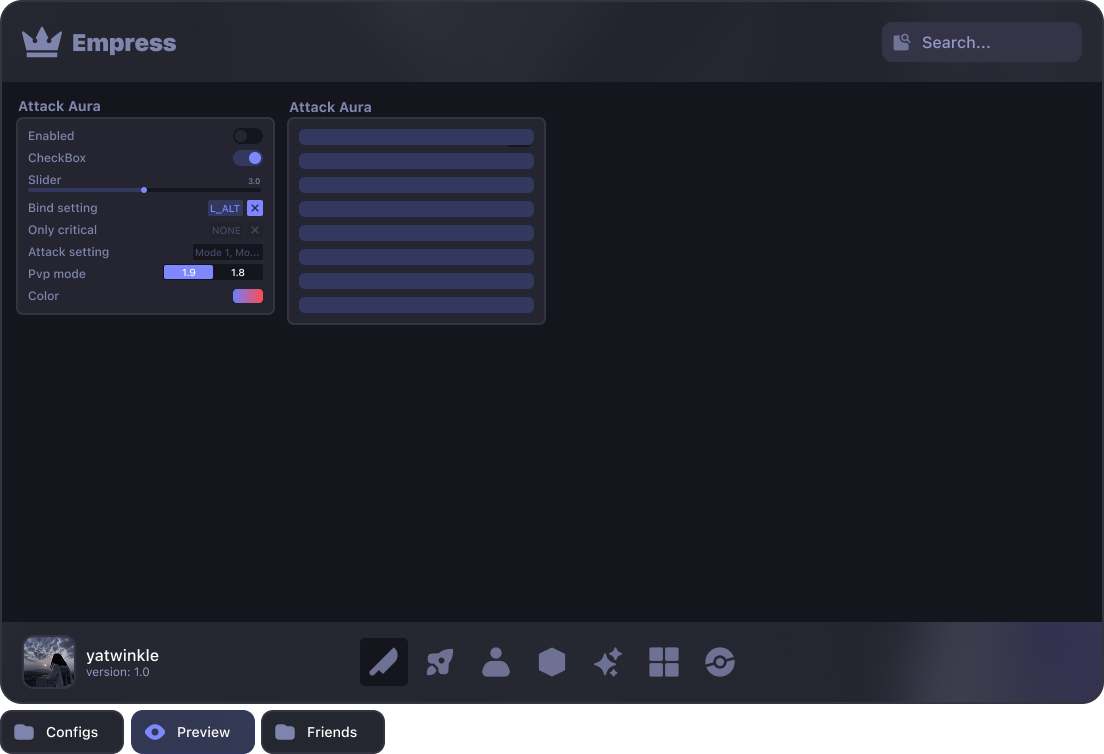 Empress
Search...
Attack Aura
Enabled
CheckBox
Slider
3.0
Bind setting
L_ALT
Only critical
NONE
Attack setting
Mode 1, Mo...
Pvp mode
1.9
1.8
Color
Attack Aura
yatwinkle
version: 1.0
Configs
Preview
Friends